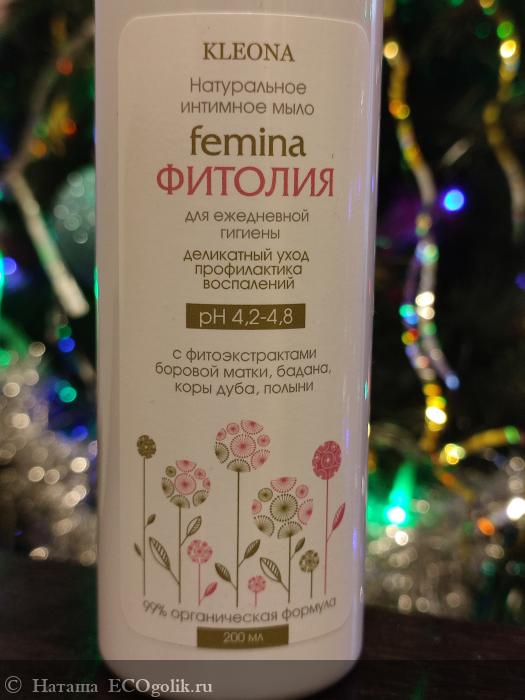 KLEONA
Натуральное
интимное мыло
femina
ФИТОЛИЯ
для ежедневной
гигиены
деликатный уход
профилактика
воспалений
pH 4,2-4,8
с фитоэкстрактами
боровой матки, бадана,
коры дуба, полыни
99% органическая формула
200 мл
© Наташа ECOgolik.ru